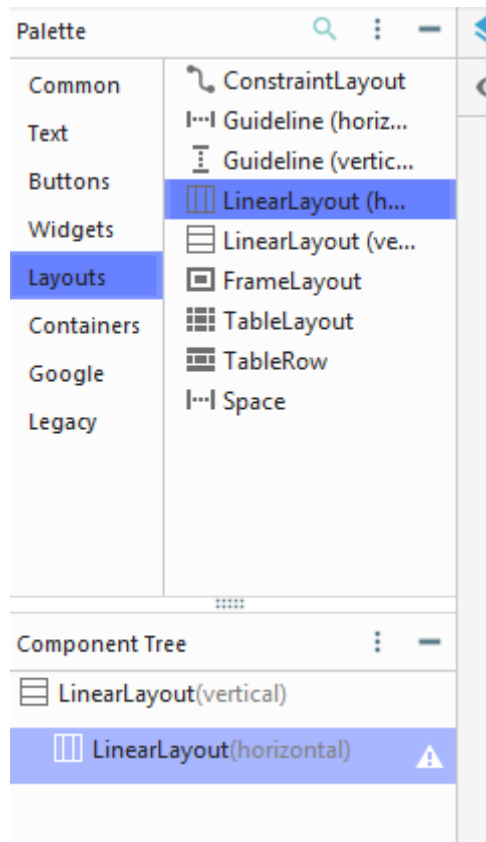 Palette
Common
Text
Buttons
Widgets
Layouts
Containers
Google
Legacy
ConstraintLayout
Guideline (horiz...
Guideline (vertic...
LinearLayout (h...
LinearLayout (ve...
FrameLayout
TableLayout
TableRow
Space
Component Tree
LinearLayout(vertical)
LinearLayout(horizontal)